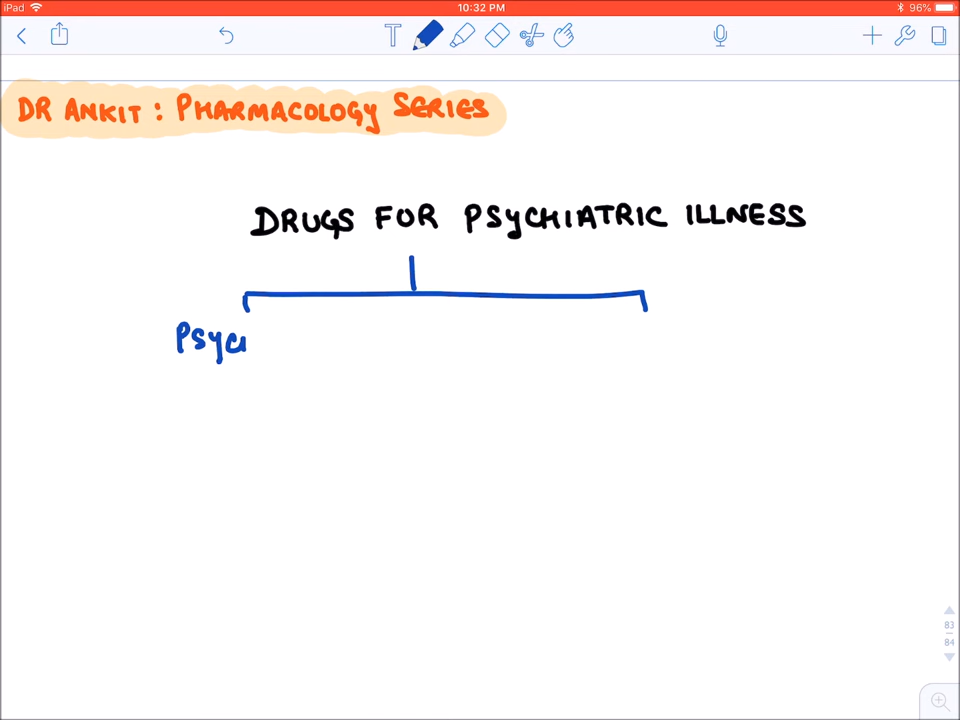 iPad 10:32 PM 96%
T
DR ANKIT : PHARMACOLOGY SERIES
DRUGS FOR PSYCHIATRIC ILLNESS
PSYC
83
84